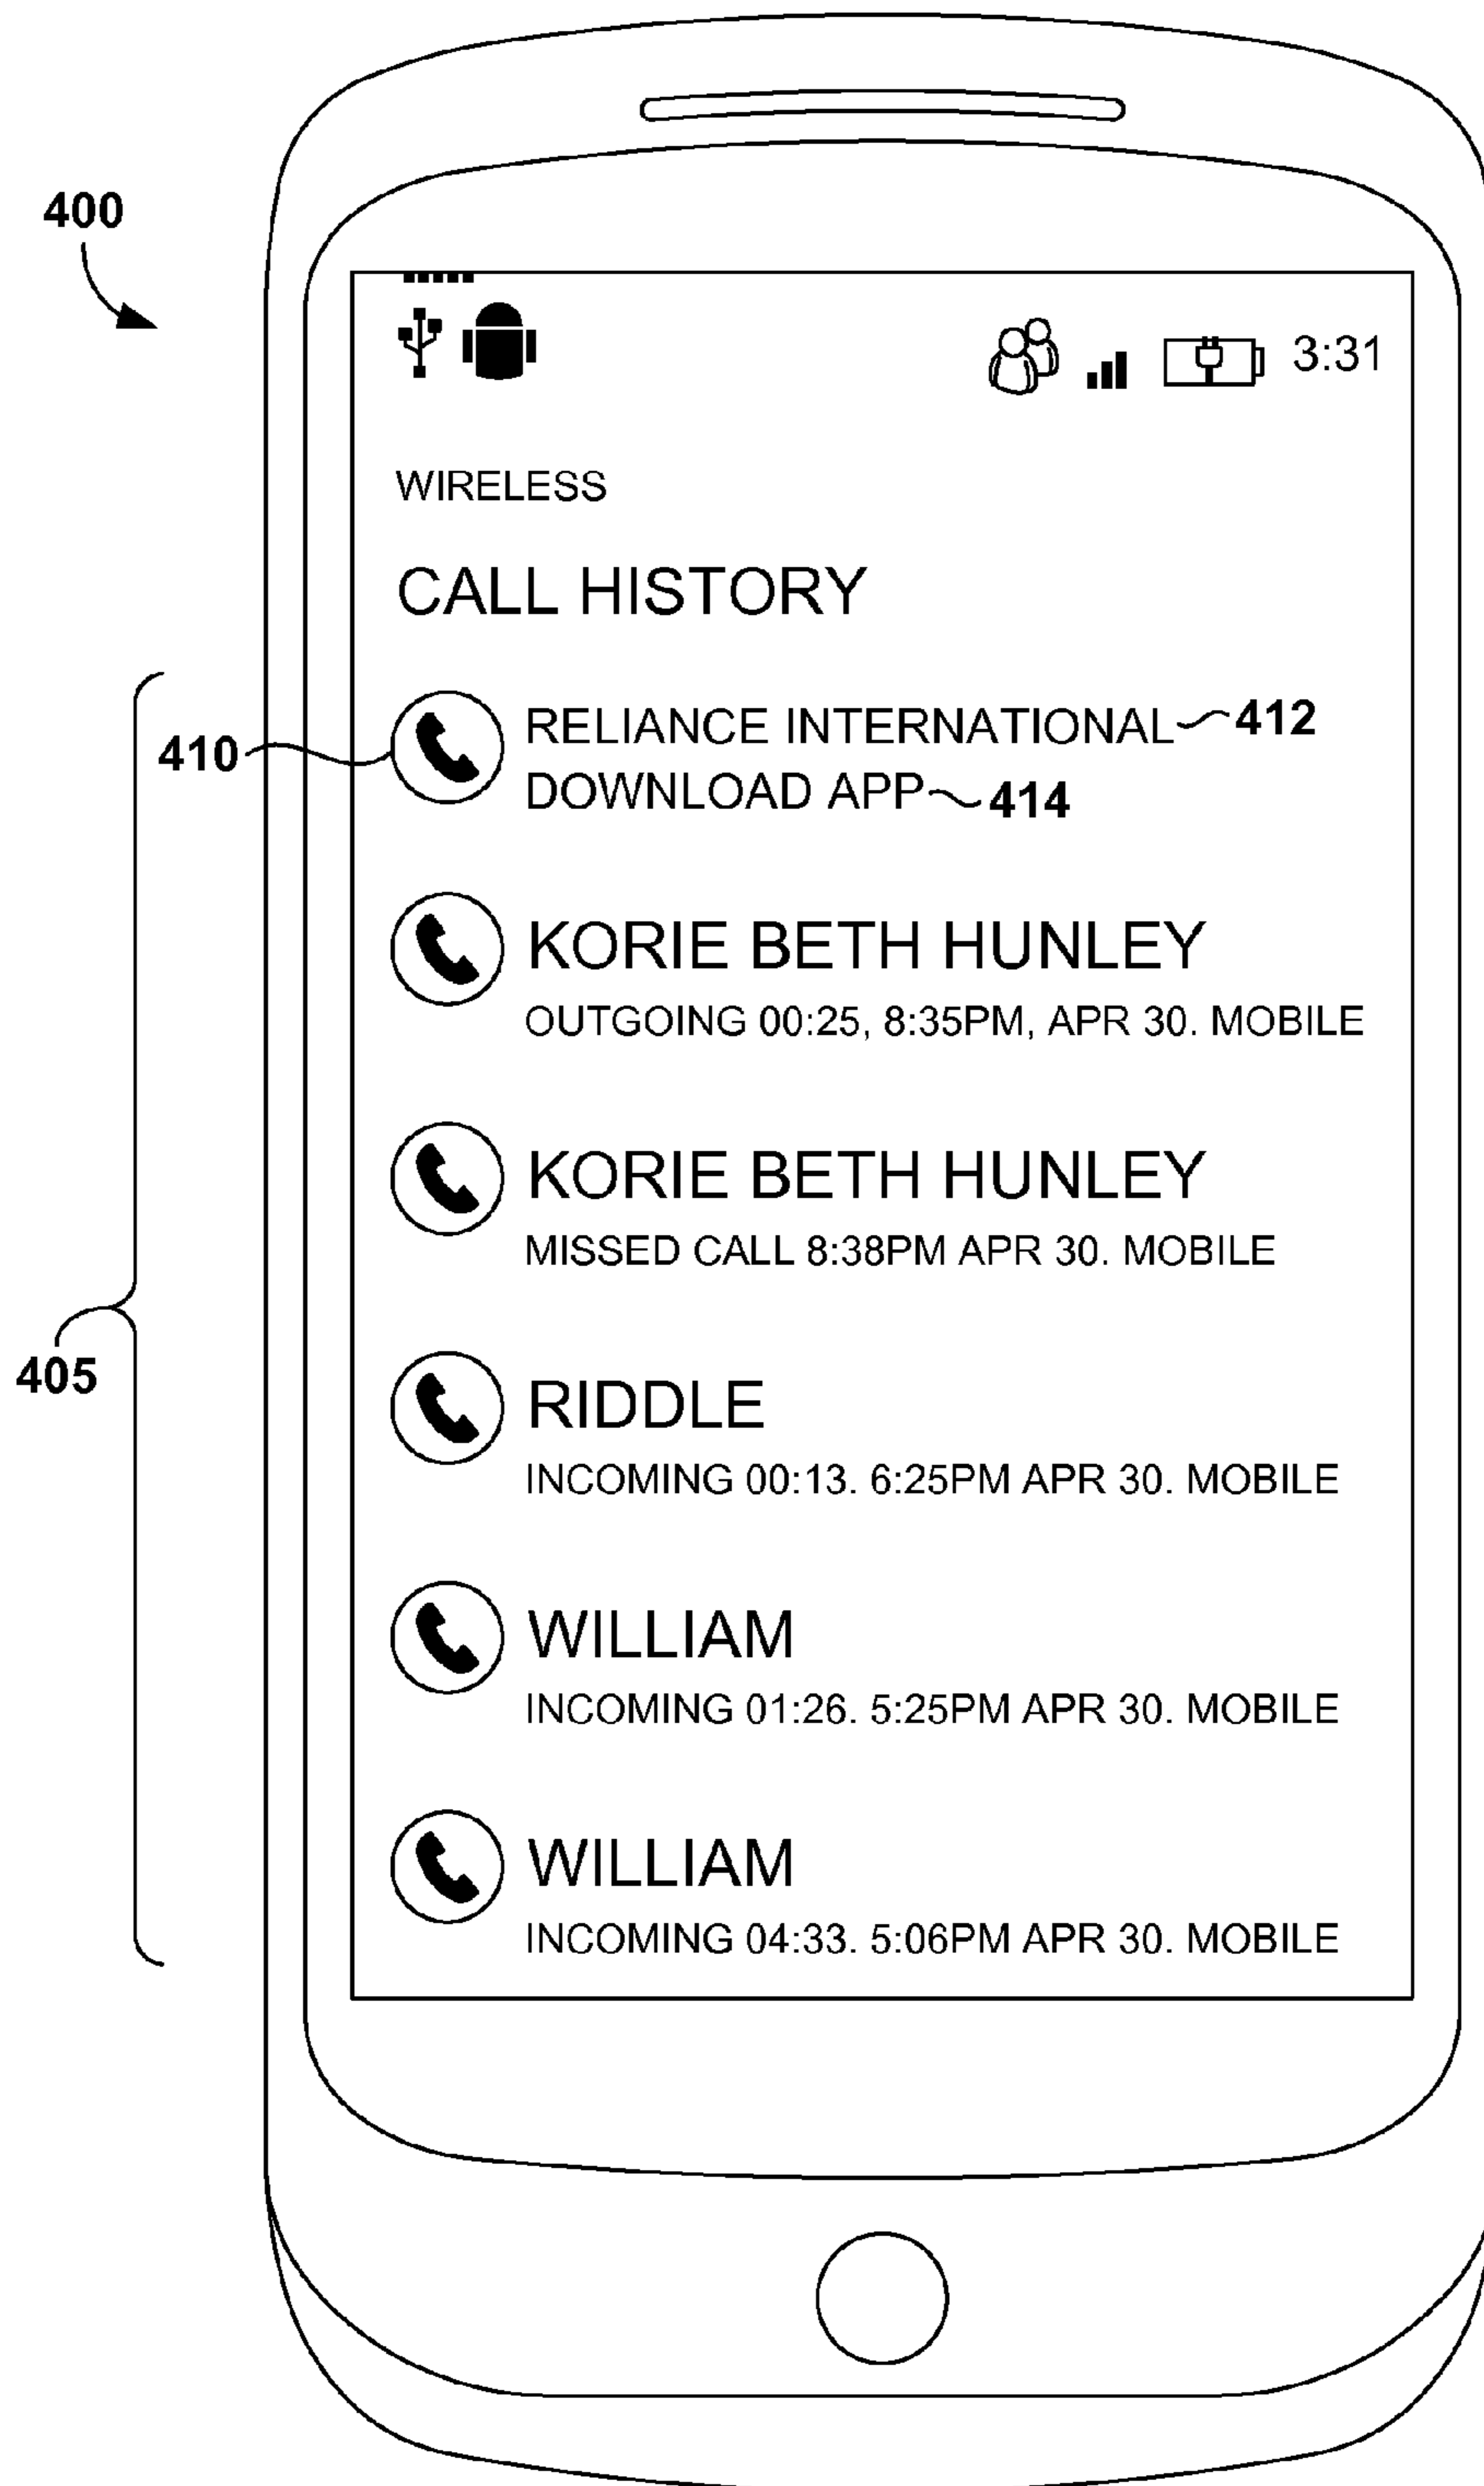 400
3:31
WIRELESS
CALL HISTORY
RELIANCE INTERNATIONAL 412
410
DOWNLOAD APP 414
KORIE BETH HUNLEY
OUTGOING 00:25, 8:35PM, APR 30. MOBILE
KORIE BETH HUNLEY
MISSED CALL 8:38PM APR 30. MOBILE
405
RIDDLE
INCOMING 00:13. 6:25PM APR 30. MOBILE
WILLIAM
INCOMING 01:26. 5:25PM APR 30. MOBILE
WILLIAM
INCOMING 04:33. 5:06PM APR 30. MOBILE